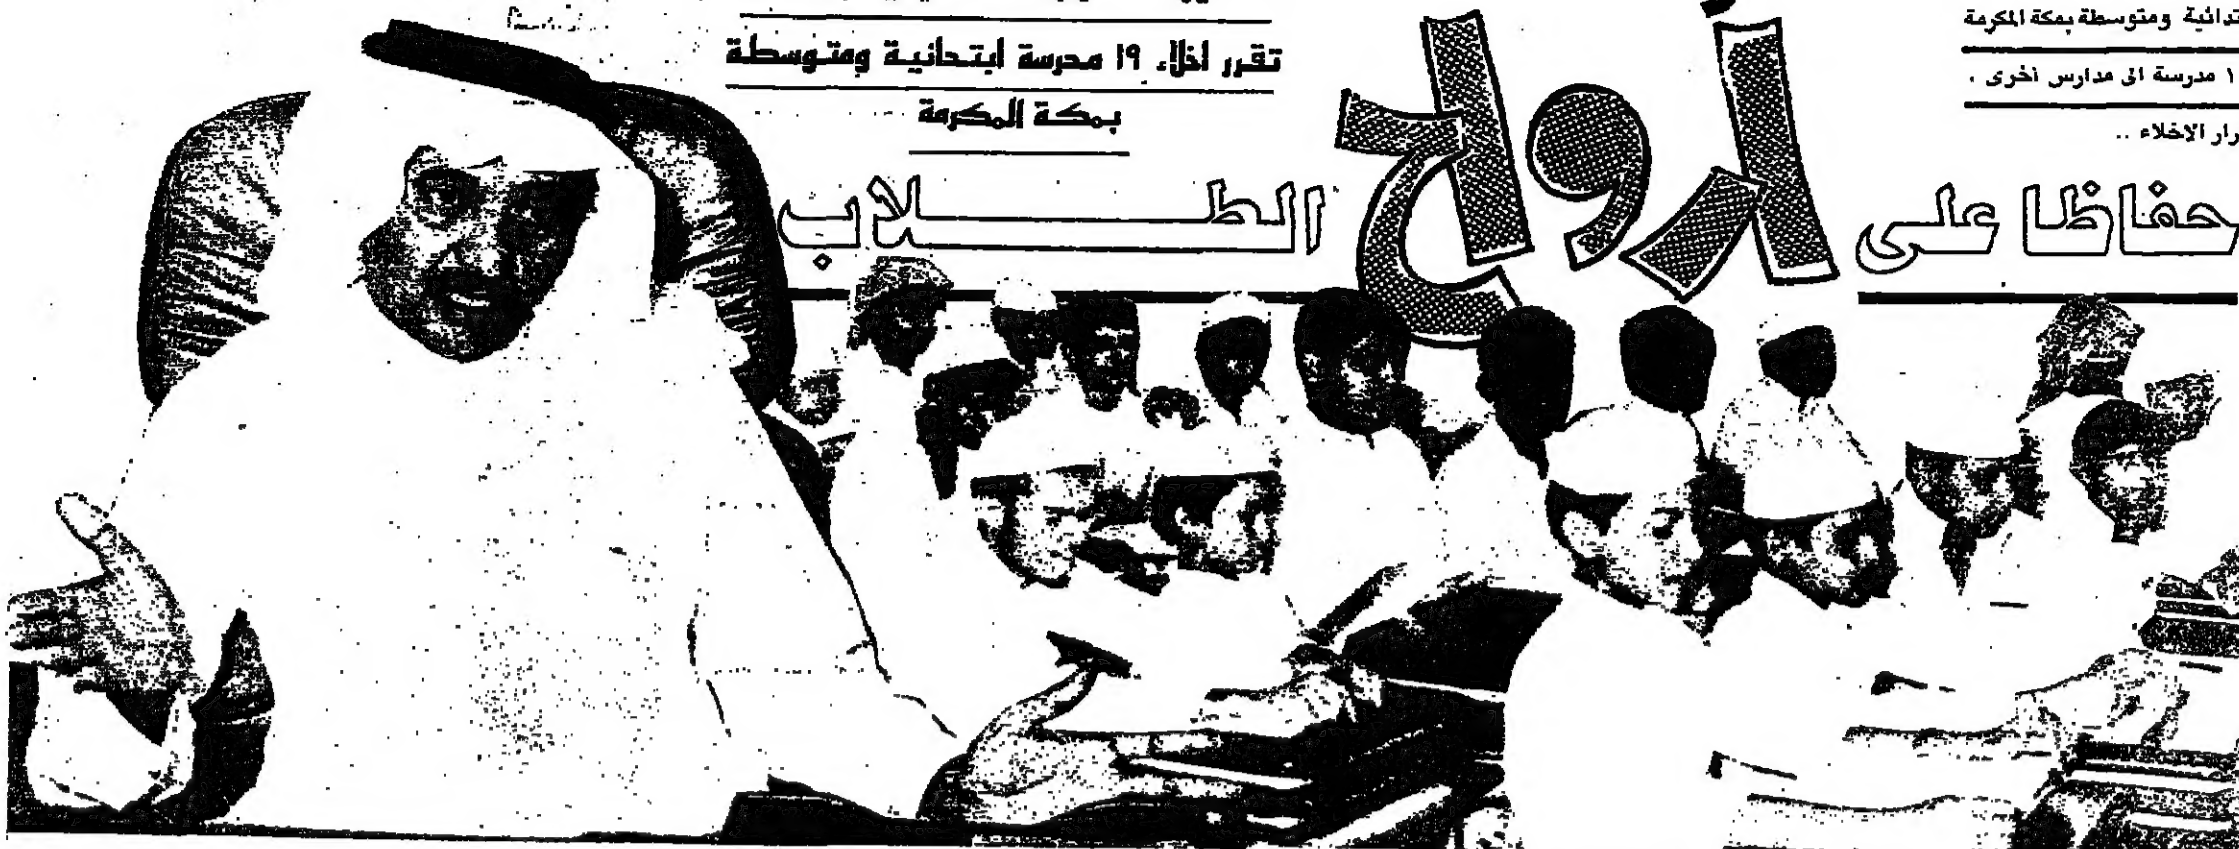 تدائية ومتوسطة بمكة المكرمة
١ مدرسة الى مدارس أخرى .
رار الاخلاء ..
حفاظا على أرواح الطلاب
تقرر اخلاء ١٩ مدرسة ابتدائية ومتوسطة
بمكة المكرمة